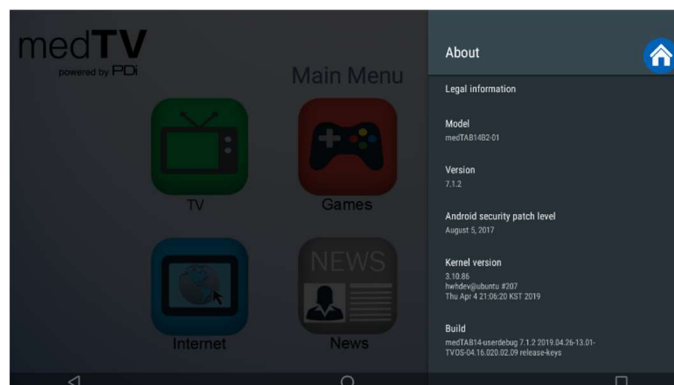 medTV
powered by PDi
Main Menu
TV
Games
NEWS
Internet
News
About
Legal information
Model
medTAB14B2-01
Version
7.1.2
Android security patch level
August 5, 2017
Kernel version
3.10.86
hwhdev@ubuntu #207
Thu Apr 4 21:06:20 KST 2019
Build
medTAB14-userdebug 7.1.2 2019.04.26-13.01-
TVOS-04.16.020.02.09 release-keys